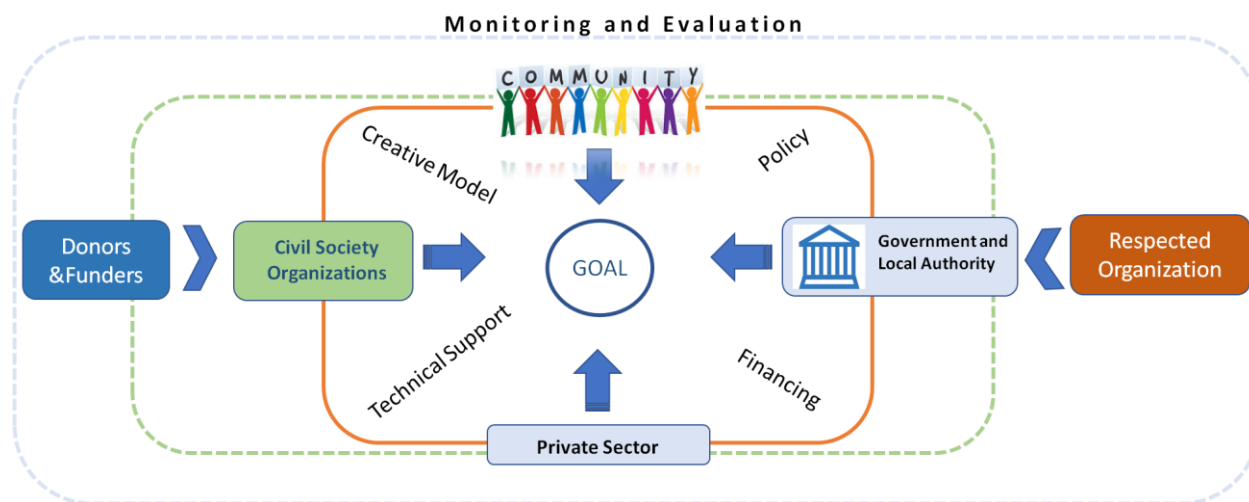 Monitoring and Evaluation
COMMUNITY
Creative Model
Policy
Donors
&Funders
Civil Society
Organizations
GOAL
Government and
Local Authority
Respected
Organization
Technical Support
Financing
Private Sector